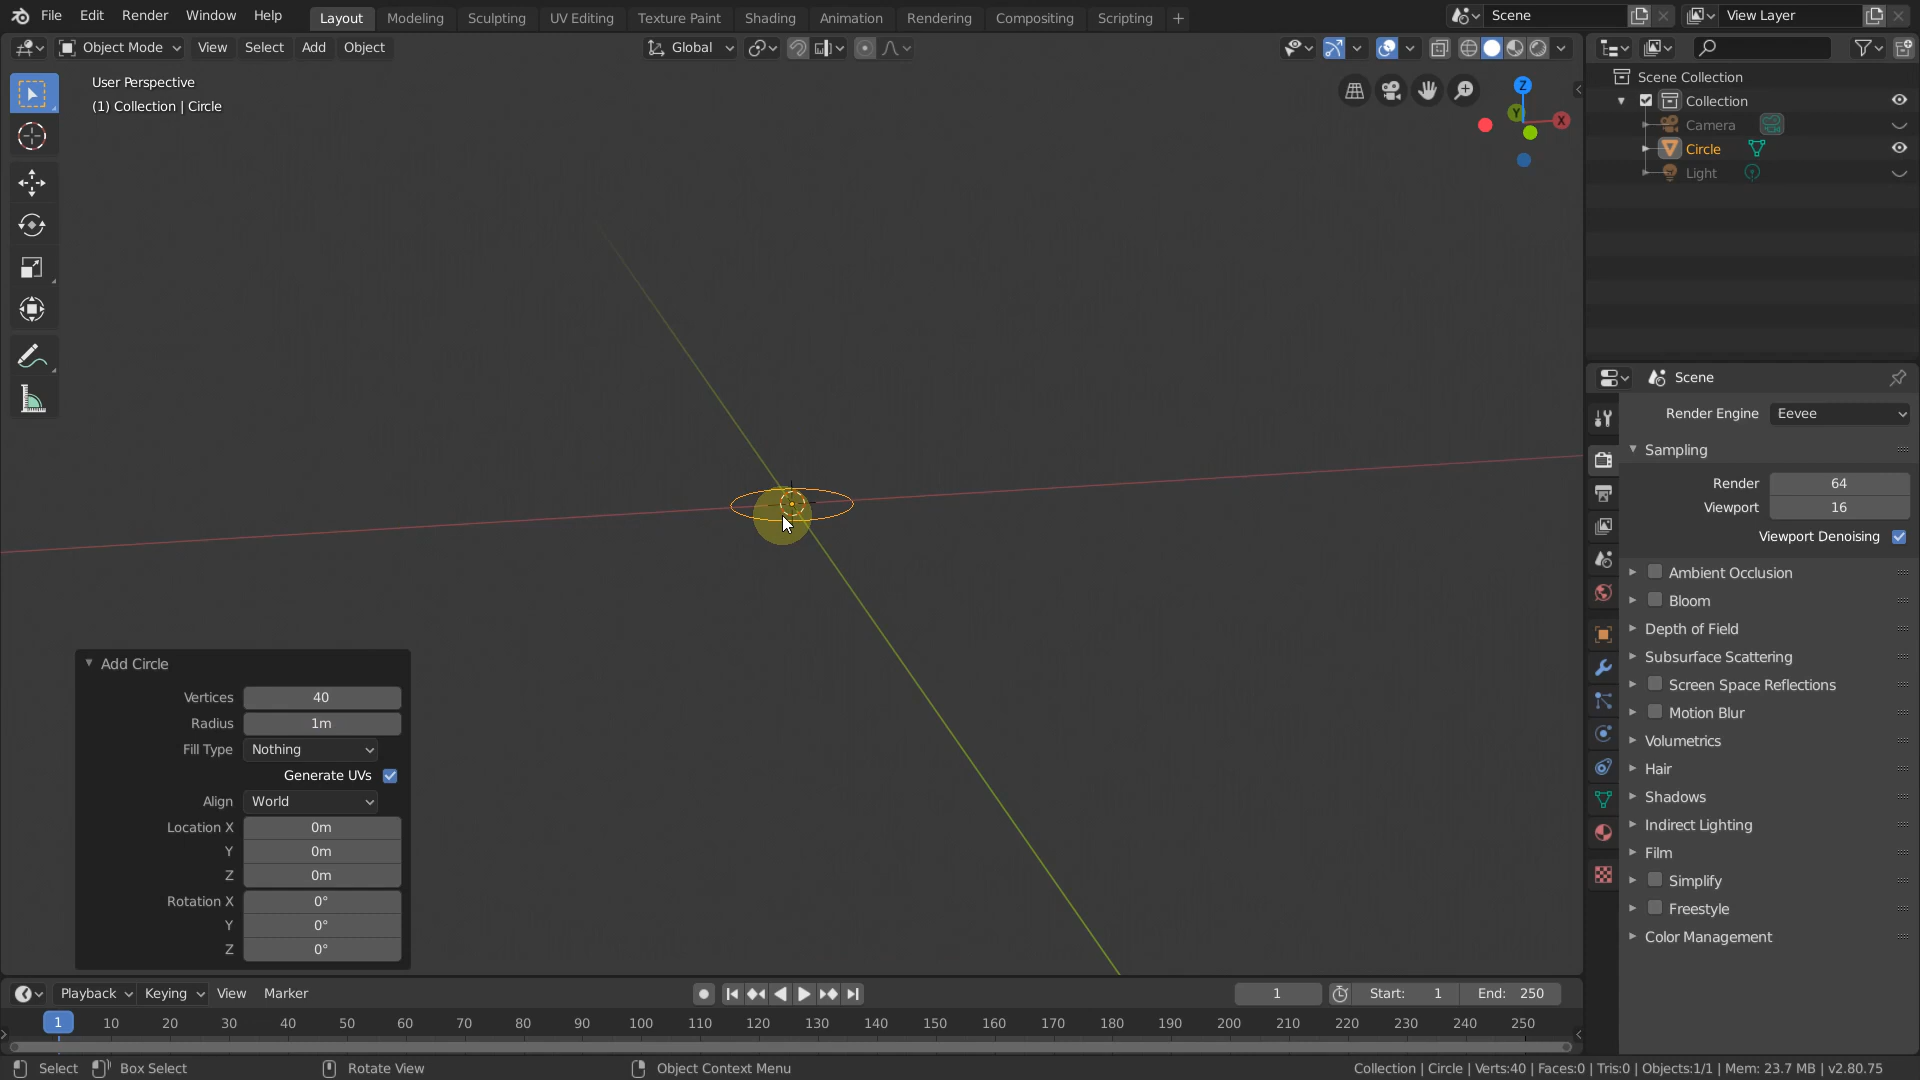 File Edit Render Window Help Layout Modeling Sculpting UV Editing Texture Paint Shading Animation Rendering Compositing Scripting + Scene View Layer
Object Mode View Select Add Object Global
User Perspective
(1) Collection | Circle
Z
Y
X
Scene Collection
Collection
Camera
Circle
Light
Scene
Render Engine Eevee
Sampling
Render 64
Viewport 16
Viewport Denoising
Ambient Occlusion
Bloom
Depth of Field
Subsurface Scattering
Screen Space Reflections
Motion Blur
Volumetrics
Hair
Shadows
Indirect Lighting
Film
Simplify
Freestyle
Color Management
Add Circle
Vertices 40
Radius 1m
Fill Type Nothing
Generate UVs
Align World
Location X 0m
Y 0m
Z 0m
Rotation X 0°
Y 0°
Z 0°
Playback Keying View Marker 1 Start: 1 End: 250
1 10 20 30 40 50 60 70 80 90 100 110 120 130 140 150 160 170 180 190 200 210 220 230 240 250
Select Box Select Rotate View Object Context Menu Collection | Circle | Verts:40 | Faces:0 | Tris:0 | Objects:1/1 | Mem: 23.7 MB | v2.80.75